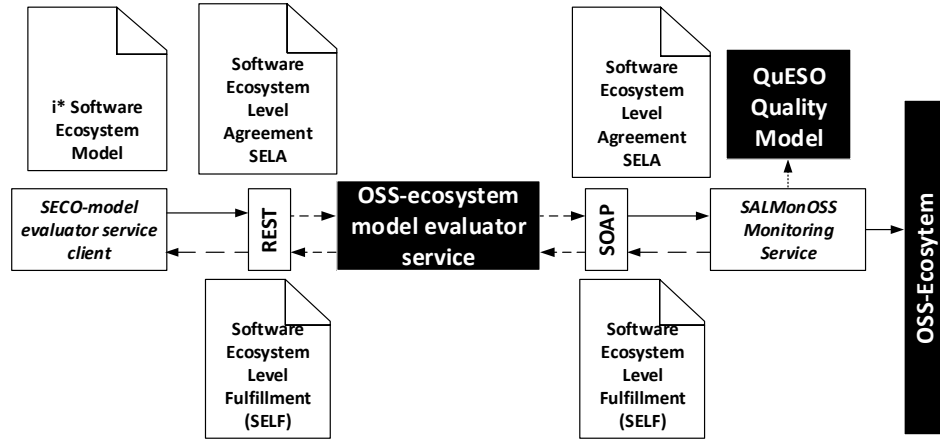 i* Software
Ecosystem
Model
Software
Ecosystem
Level
Agreement
SELA
Software
Ecosystem
Level
Agreement
SELA
QuESO
Quality
Model
SECO-model
evaluator service
client
REST
OSS-ecosystem
model evaluator
service
SOAP
SALMonOSS
Monitoring
Service
OSS-Ecosytem
Software
Ecosystem
Level
Fulfillment
(SELF)
Software
Ecosystem
Level
Fulfillment
(SELF)